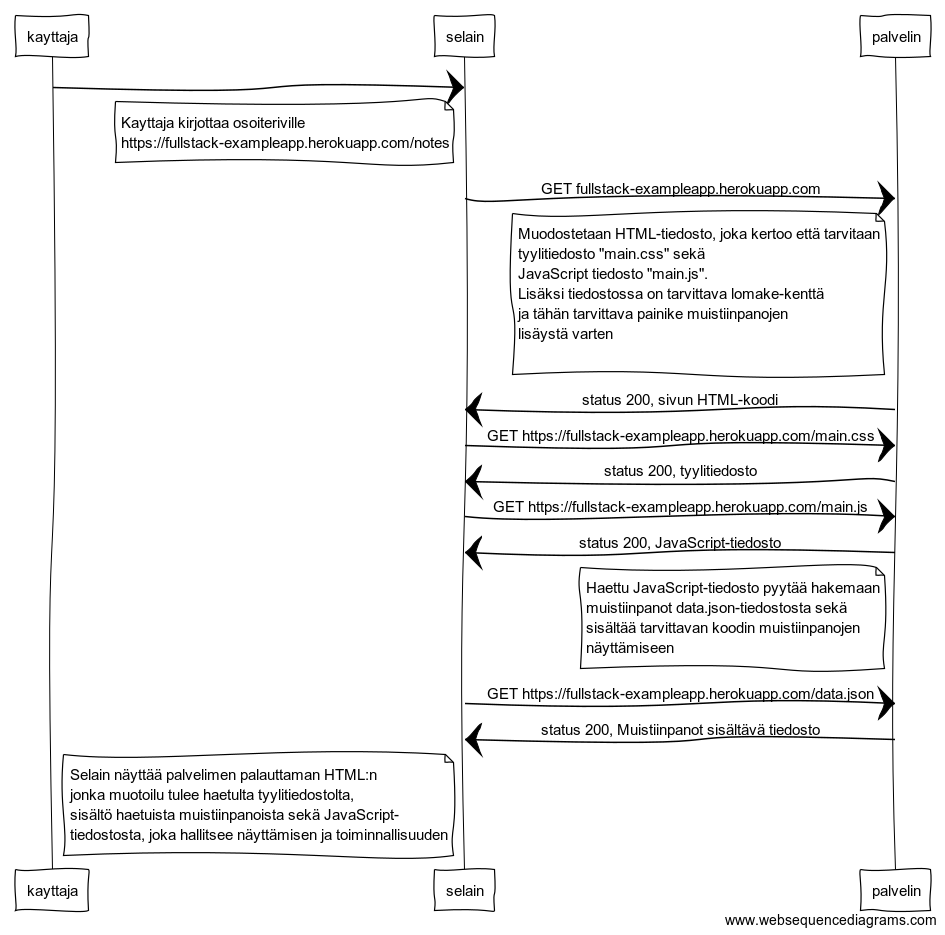 kayttaja
selain
palvelin
Kayttaja kirjottaa osoiteriville
https://fullstack-exampleapp.herokuapp.com/notes
GET fullstack-exampleapp.herokuapp.com
Muodostetaan HTML-tiedosto, joka kertoo että tarvitaan
tyylitiedosto "main.css" sekä
JavaScript tiedosto "main.js".
Lisäksi tiedostossa on tarvittava lomake-kenttä
ja tähän tarvittava painike muistiinpanojen
lisäystä varten
status 200, sivun HTML-koodi
GET https://fullstack-exampleapp.herokuapp.com/main.css
status 200, tyylitiedosto
GET https://fullstack-exampleapp.herokuapp.com/main.js
status 200, JavaScript-tiedosto
Haettu JavaScript-tiedosto pyytää hakemaan
muistiinpanot data.json-tiedostosta sekä
sisältää tarvittavan koodin muistiinpanojen
näyttämiseen
GET https://fullstack-exampleapp.herokuapp.com/data.json
status 200, Muistiinpanot sisältävä tiedosto
Selain näyttää palvelimen palauttaman HTML:n
jonka muotoilu tulee haetulta tyylitiedostolta,
sisältö haetuista muistiinpanoista sekä JavaScript-
tiedostosta, joka hallitsee näyttämisen ja toiminnallisuuden
kayttaja
selain
palvelin
www.websequencediagrams.com